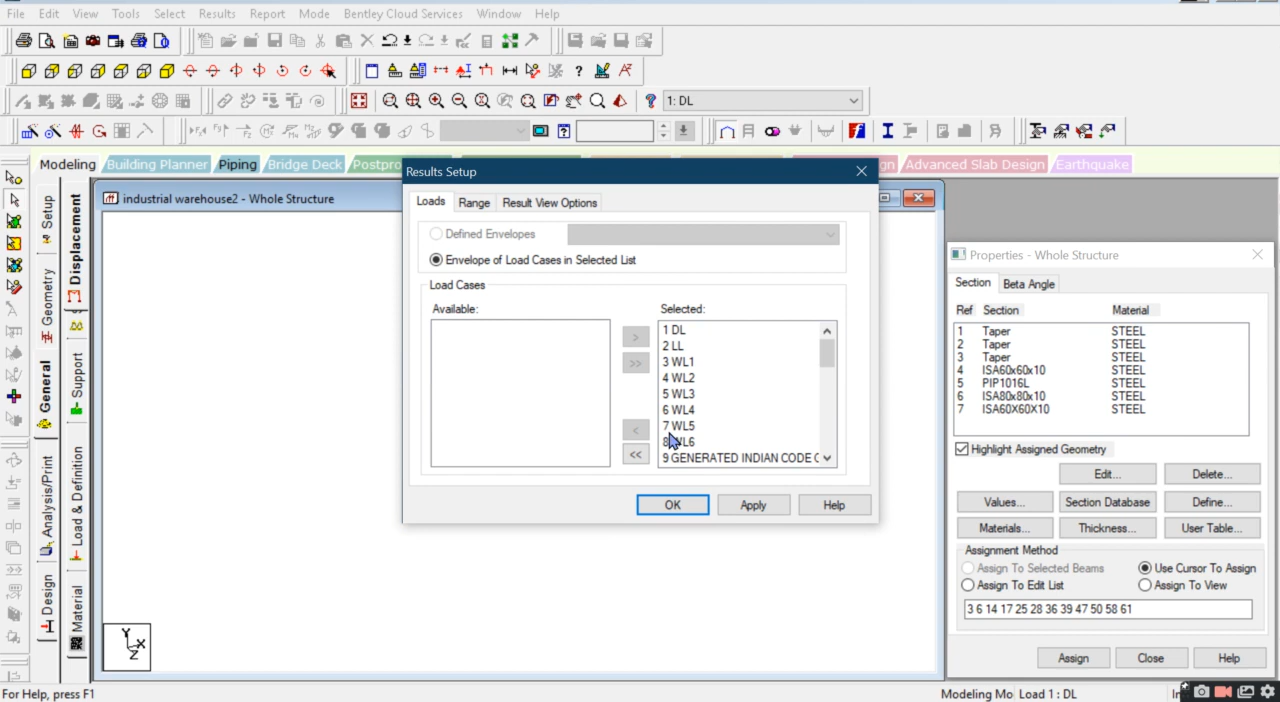 File Edit View Tools Select Results Report Mode Bentley Cloud Services Window Help
1: DL
Modeling Building Planner Piping Bridge Deck Postpro
gn Advanced Slab Design Earthquake
Setup
Geometry
General
Analysis/Print
Design
Displacement
Support
Load & Definition
Material
industrial warehouse2 - Whole Structure
Results Setup
Loads Range Result View Options
Defined Envelopes
Envelope of Load Cases in Selected List
Load Cases
Available:
Selected:
1 DL
2 LL
3 WL1
4 WL2
5 WL3
6 WL4
7 WL5
8 WL6
9 GENERATED INDIAN CODE
>
>>
<
<<
OK Apply Help
Properties - Whole Structure
Section Beta Angle
Ref Section Material
1 Taper STEEL
2 Taper STEEL
3 Taper STEEL
4 ISA60x60x10 STEEL
5 PIP1016L STEEL
6 ISA80x80x10 STEEL
7 ISA60X60X10 STEEL
Highlight Assigned Geometry
Edit... Delete...
Values... Section Database Define...
Materials... Thickness... User Table...
Assignment Method
Assign To Selected Beams Use Cursor To Assign
Assign To Edit List Assign To View
3 6 14 17 25 28 36 39 47 50 58 61
Assign Close Help
Y
X
Z
For Help, press F1
Modeling Mo Load 1 : DL